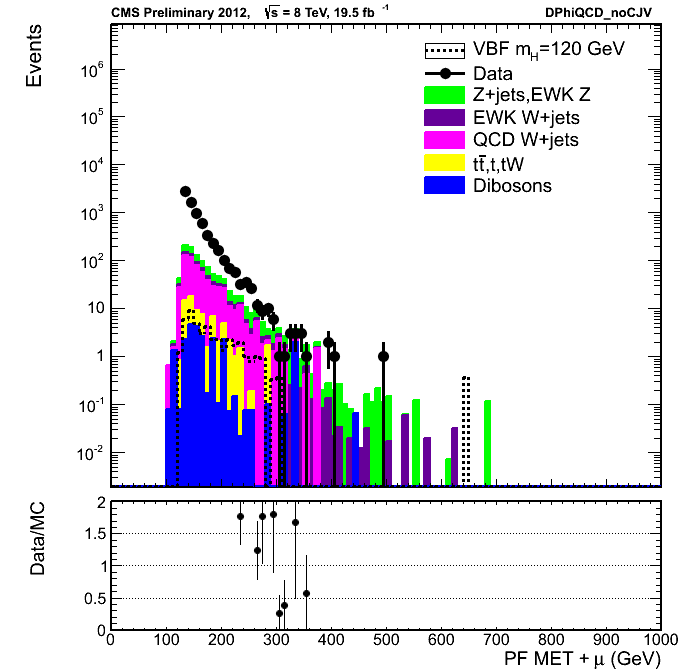 CMS Preliminary 2012, √s = 8 TeV, 19.5 fb⁻¹ DPhiQCD_noCJV
Events
VBF m_H=120 GeV
Data
Z+jets,EWK Z
EWK W+jets
QCD W+jets
tt̄,t,tW
Dibosons
10⁶
10⁵
10⁴
10³
10²
10
1
10⁻¹
10⁻²
Data/MC
2
1.5
1
0.5
0
0 100 200 300 400 500 600 700 800 900 1000
PF MET + μ (GeV)